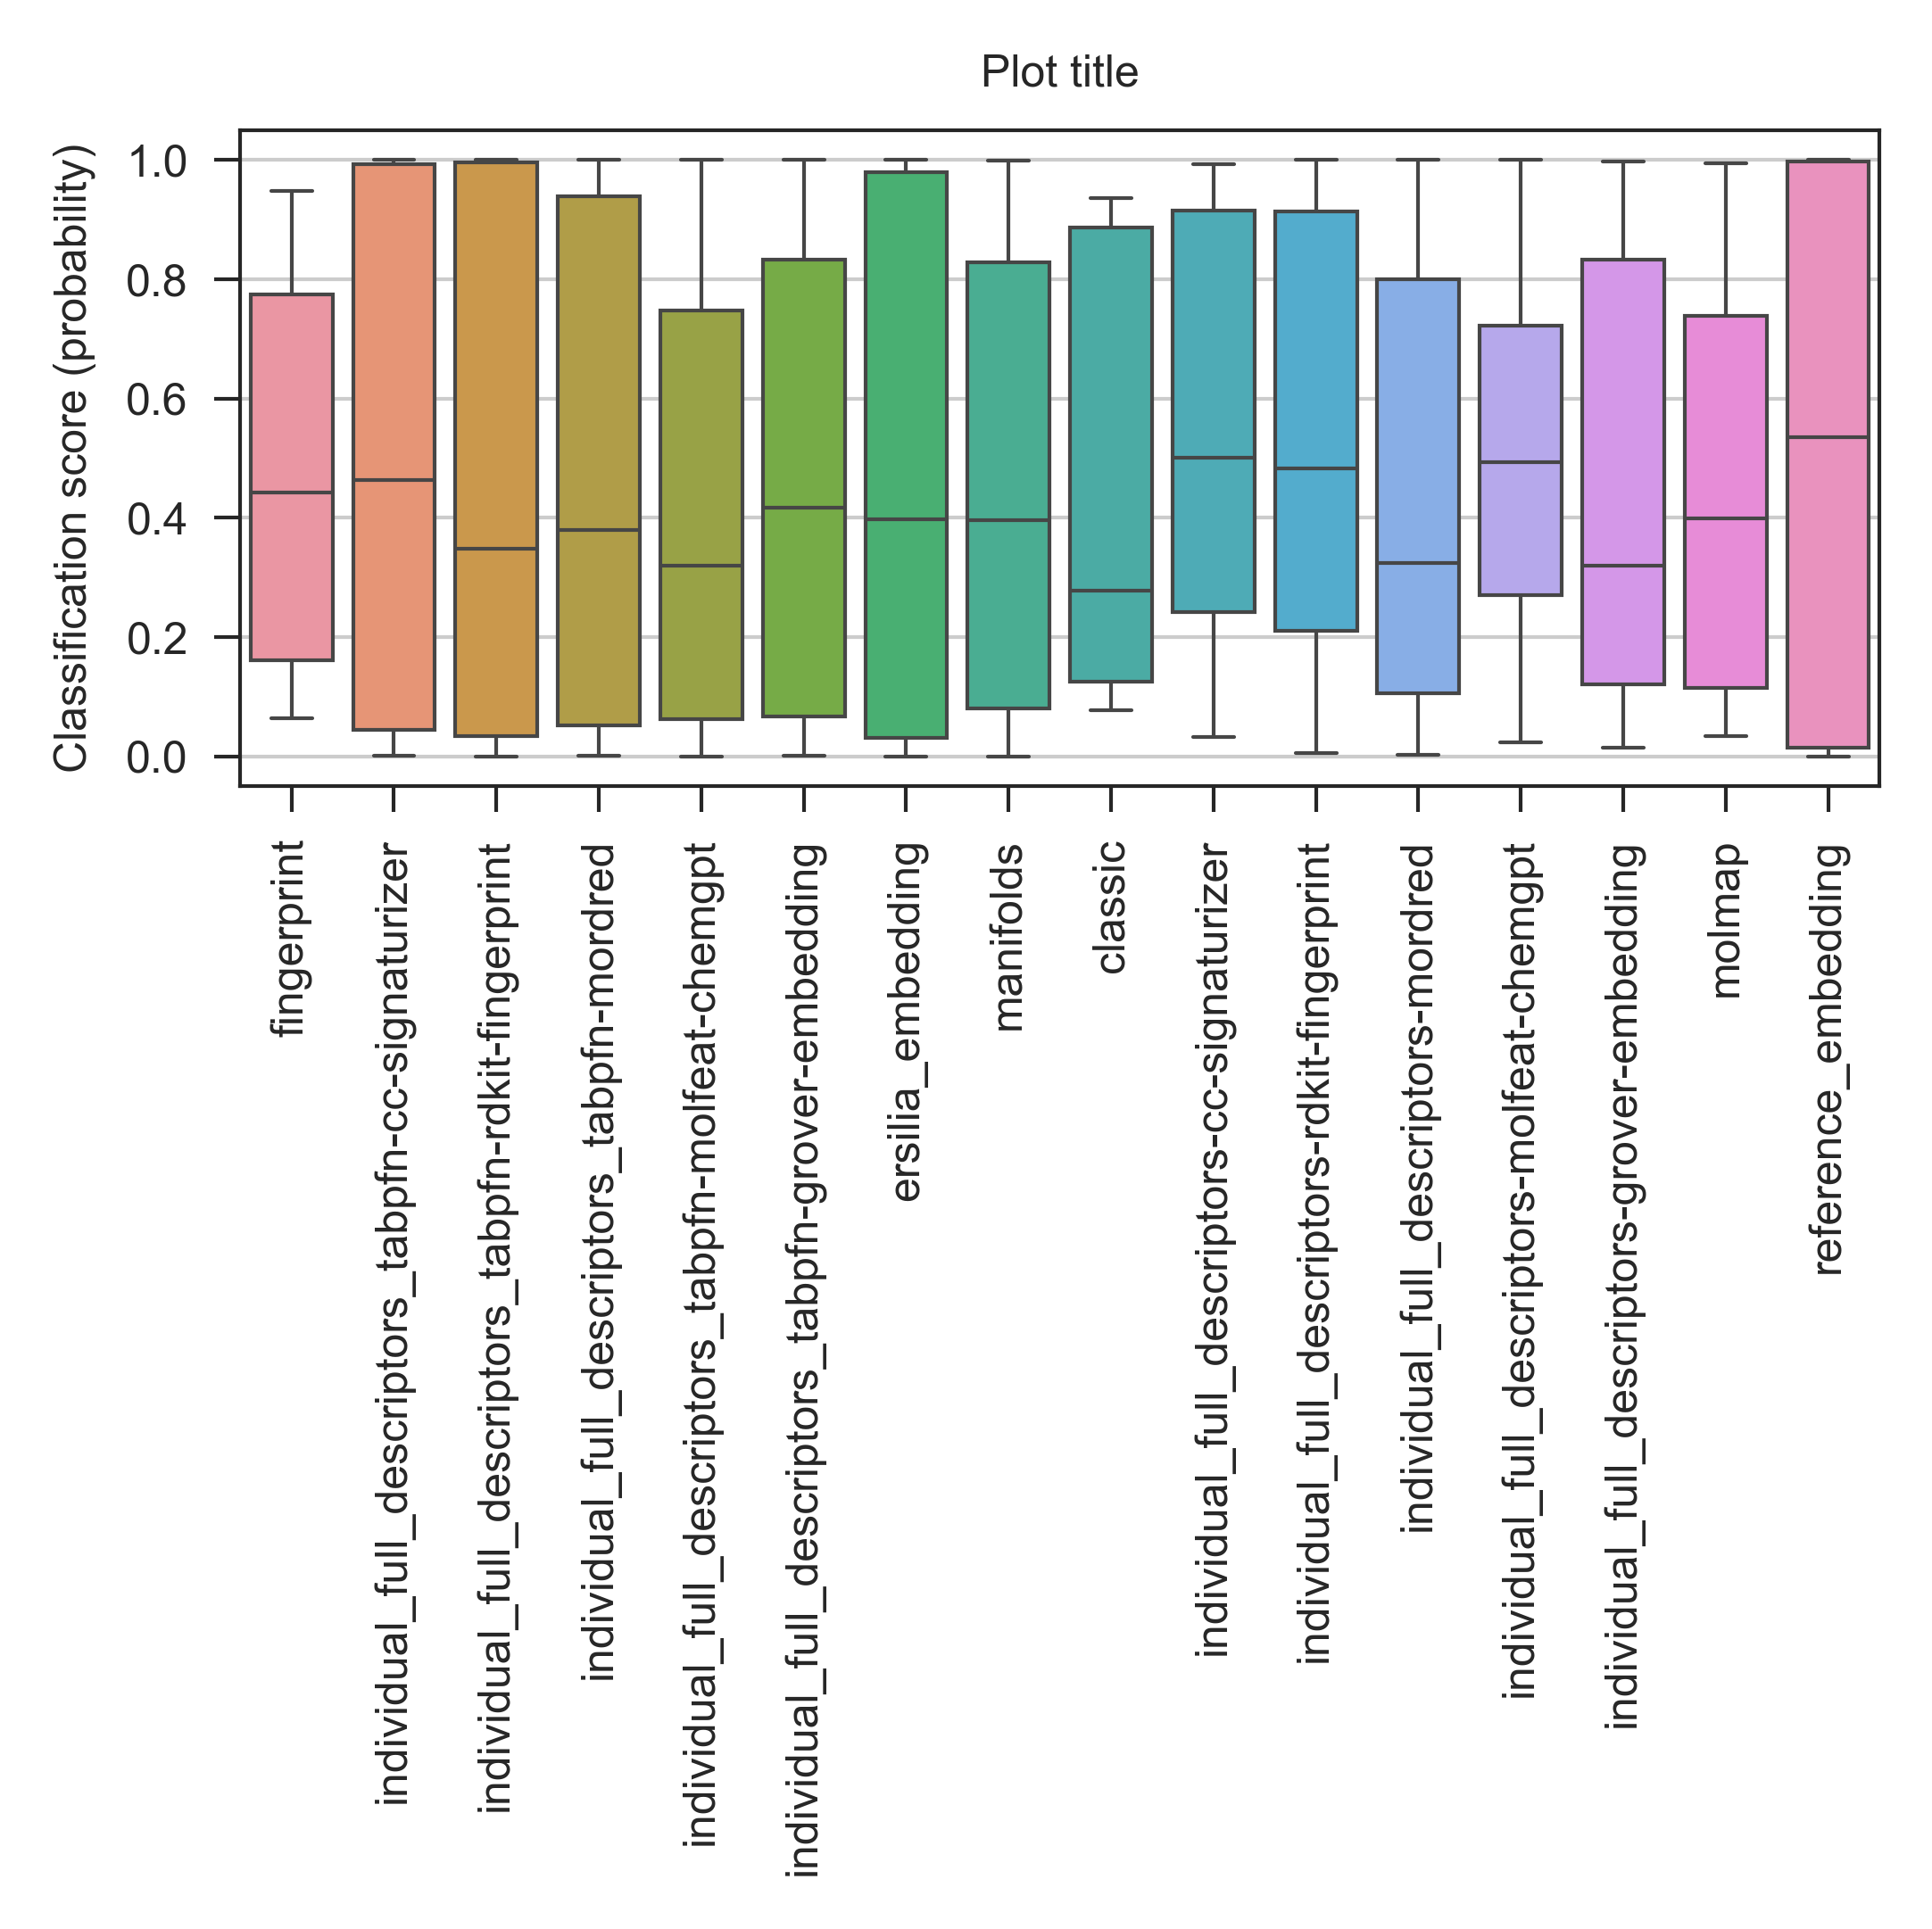 Plot title
Classification score (probability)
1.0
0.8
0.6
0.4
0.2
0.0
fingerprint
individual_full_descriptors_tabpfn-cc-signaturizer
individual_full_descriptors_tabpfn-rdkit-fingerprint
individual_full_descriptors_tabpfn-mordred
individual_full_descriptors_tabpfn-molfeat-chemgpt
individual_full_descriptors_tabpfn-grover-embedding
ersilia_embedding
manifolds
classic
individual_full_descriptors-cc-signaturizer
individual_full_descriptors-rdkit-fingerprint
individual_full_descriptors-mordred
individual_full_descriptors-molfeat-chemgpt
individual_full_descriptors-grover-embedding
molmap
reference_embedding